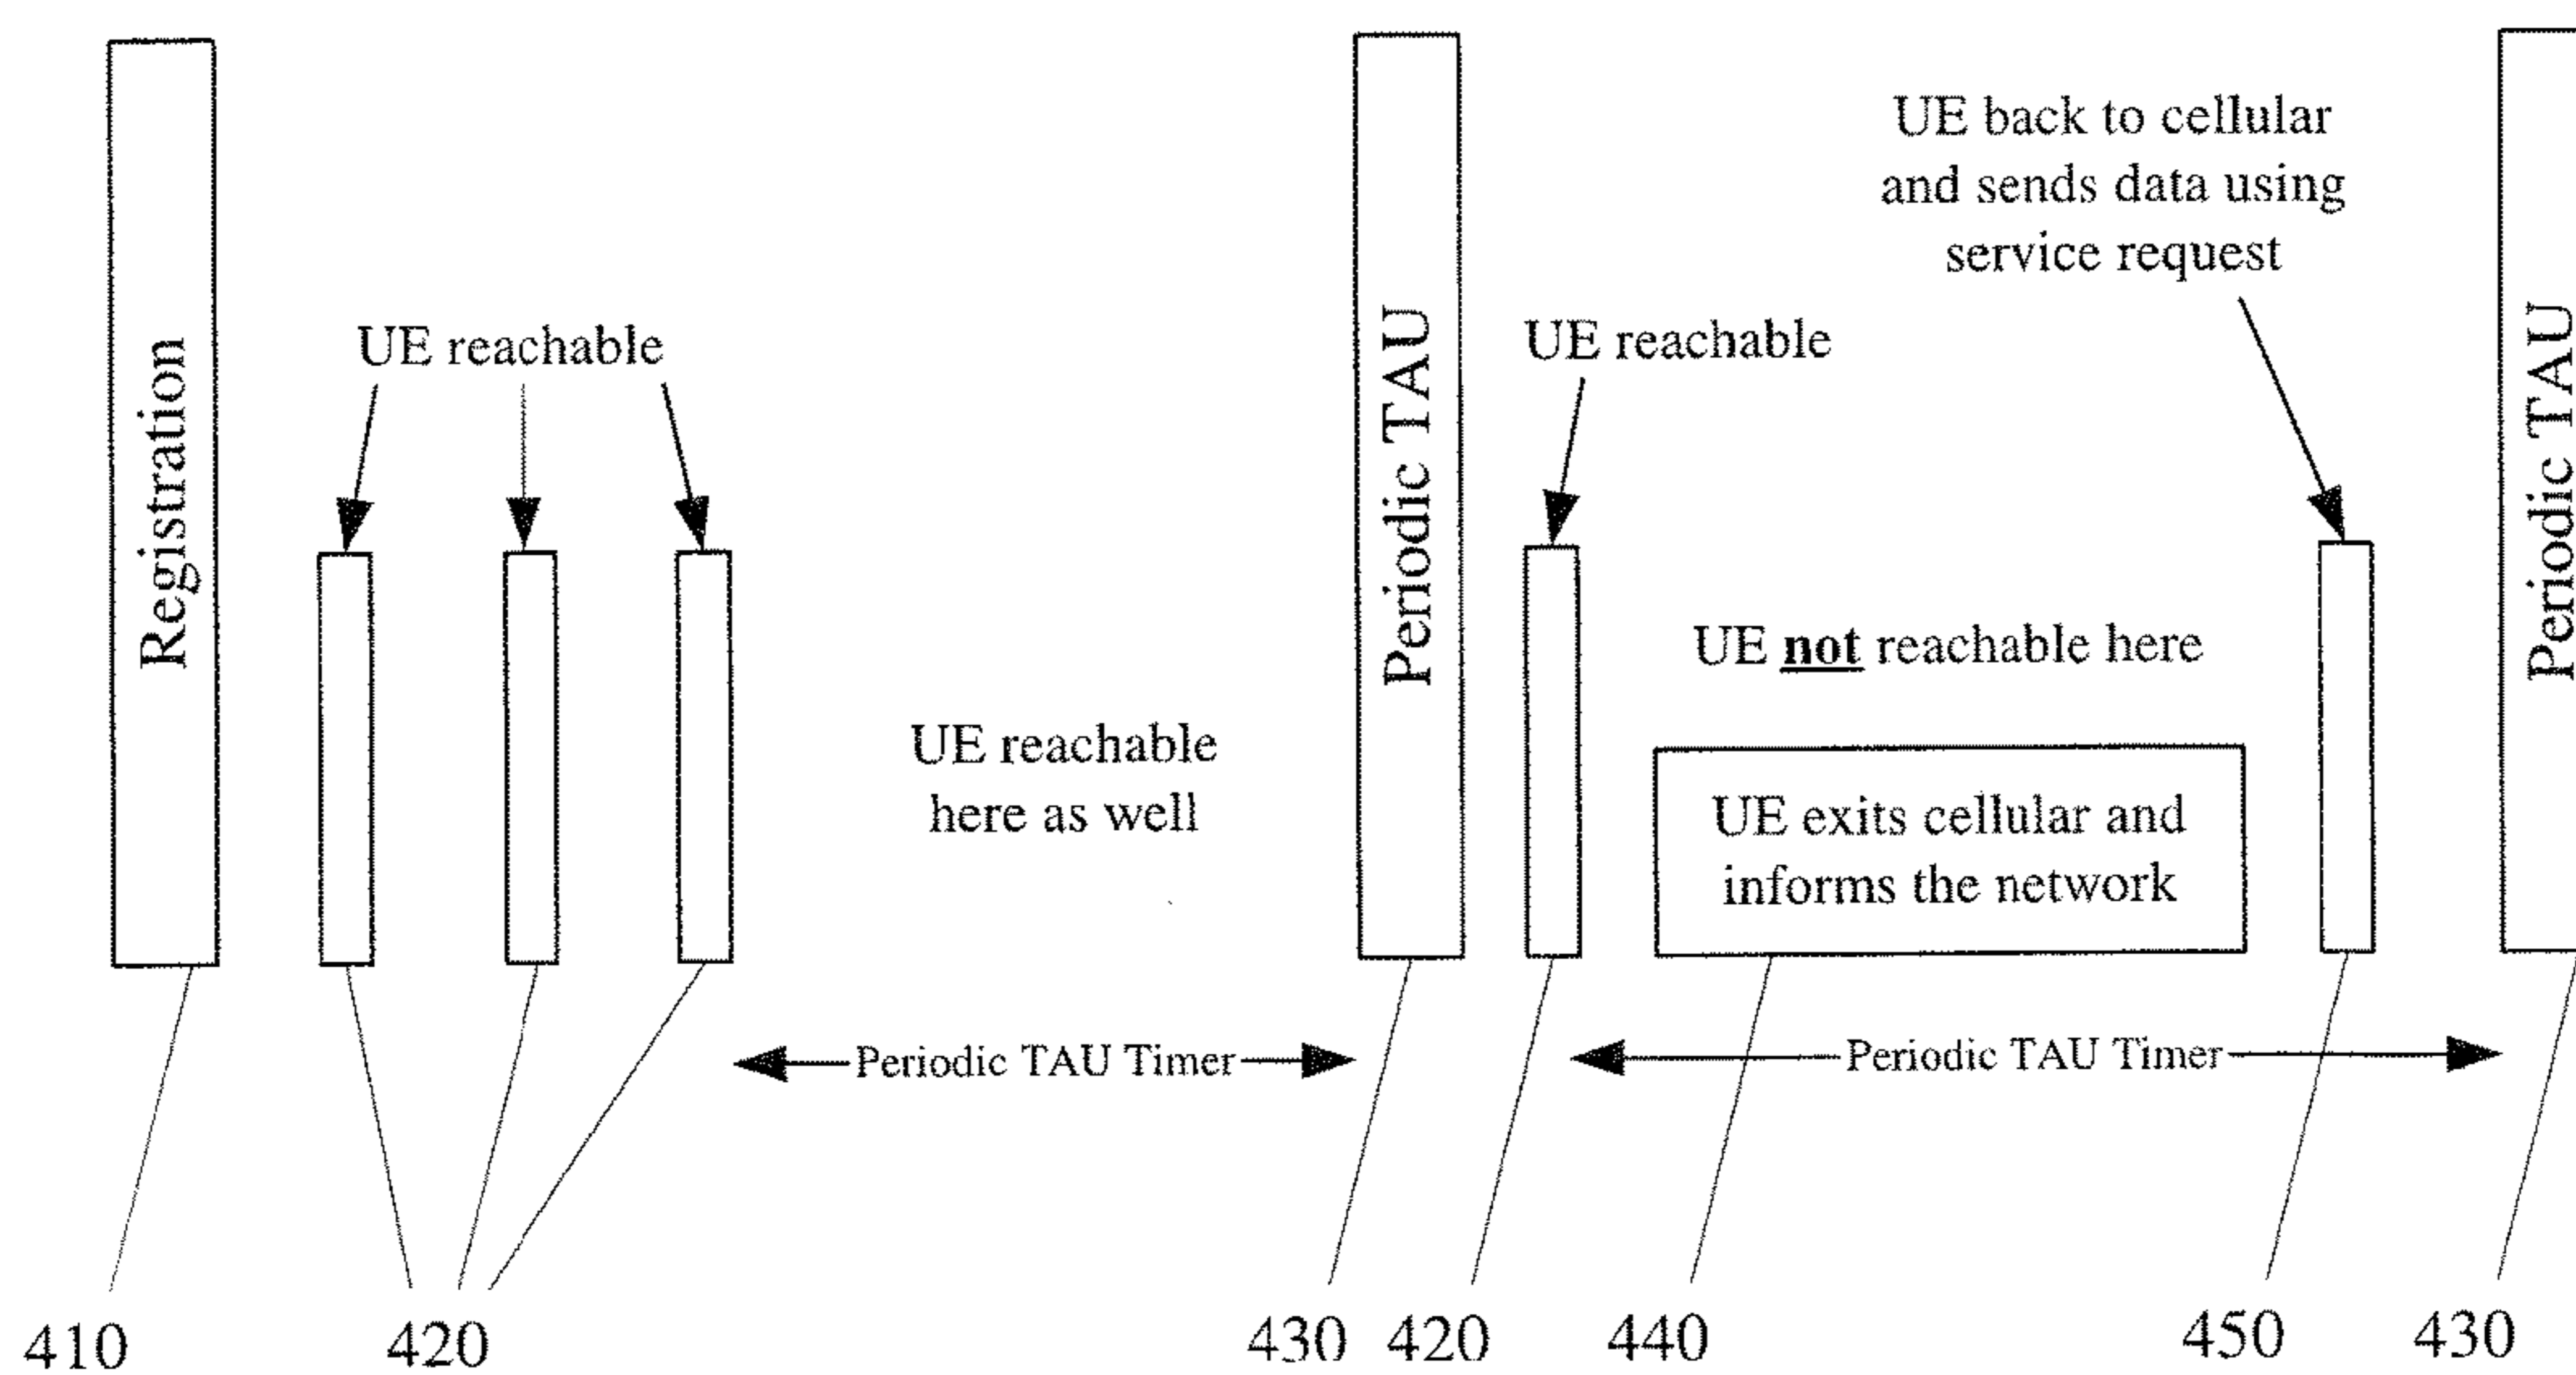 UE back to cellular
and sends data using
service request
UE reachable
UE reachable
Registration
Periodic TAU
Periodic TAU
UE not reachable here
UE reachable
here as well
UE exits cellular and
informs the network
Periodic TAU Timer
Periodic TAU Timer
410
420
430
420
440
450
430